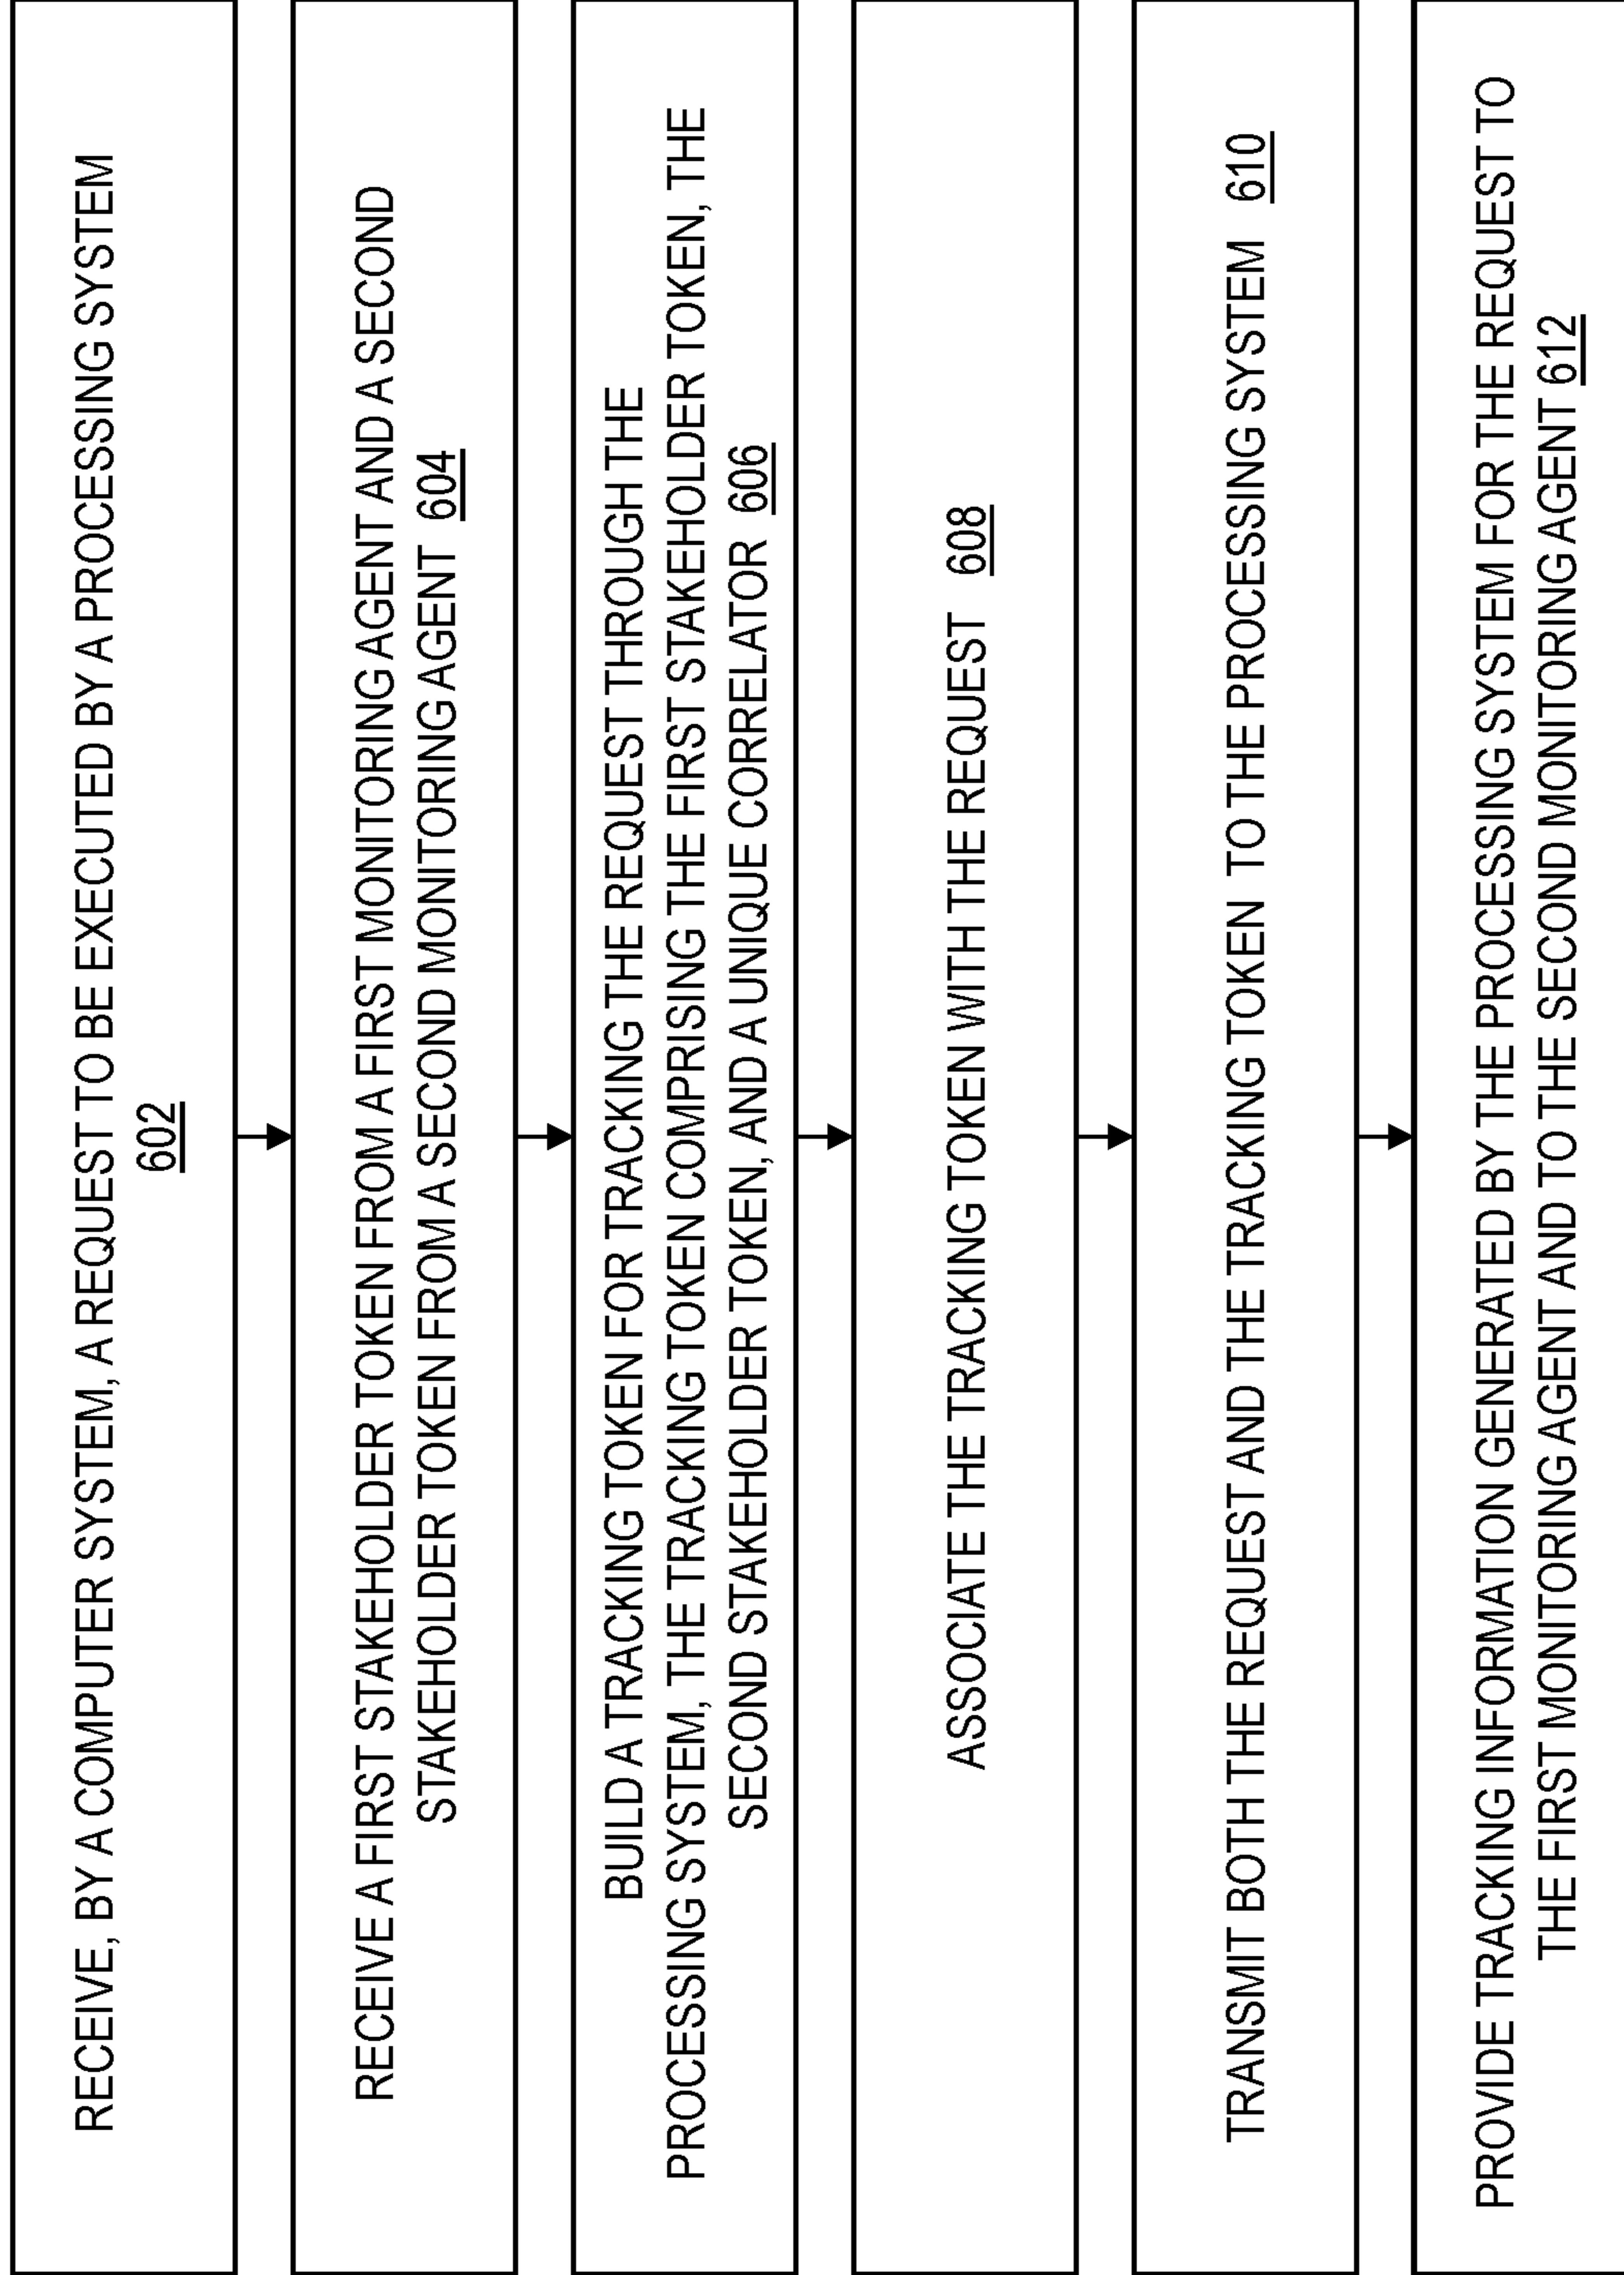 RECEIVE, BY A COMPUTER SYSTEM, A REQUEST TO BE EXECUTED BY A PROCESSING SYSTEM
602
RECEIVE A FIRST STAKEHOLDER TOKEN FROM A FIRST MONITORING AGENT AND A SECOND
STAKEHOLDER TOKEN FROM A SECOND MONITORING AGENT 604
BUILD A TRACKING TOKEN FOR TRACKING THE REQUEST THROUGH THE
PROCESSING SYSTEM, THE TRACKING TOKEN COMPRISING THE FIRST STAKEHOLDER TOKEN, THE
SECOND STAKEHOLDER TOKEN, AND A UNIQUE CORRELATOR 606
ASSOCIATE THE TRACKING TOKEN WITH THE REQUEST 608
TRANSMIT BOTH THE REQUEST AND THE TRACKING TOKEN TO THE PROCESSING SYSTEM 610
PROVIDE TRACKING INFORMATION GENERATED BY THE PROCESSING SYSTEM FOR THE REQUEST TO
THE FIRST MONITORING AGENT AND TO THE SECOND MONITORING AGENT 612